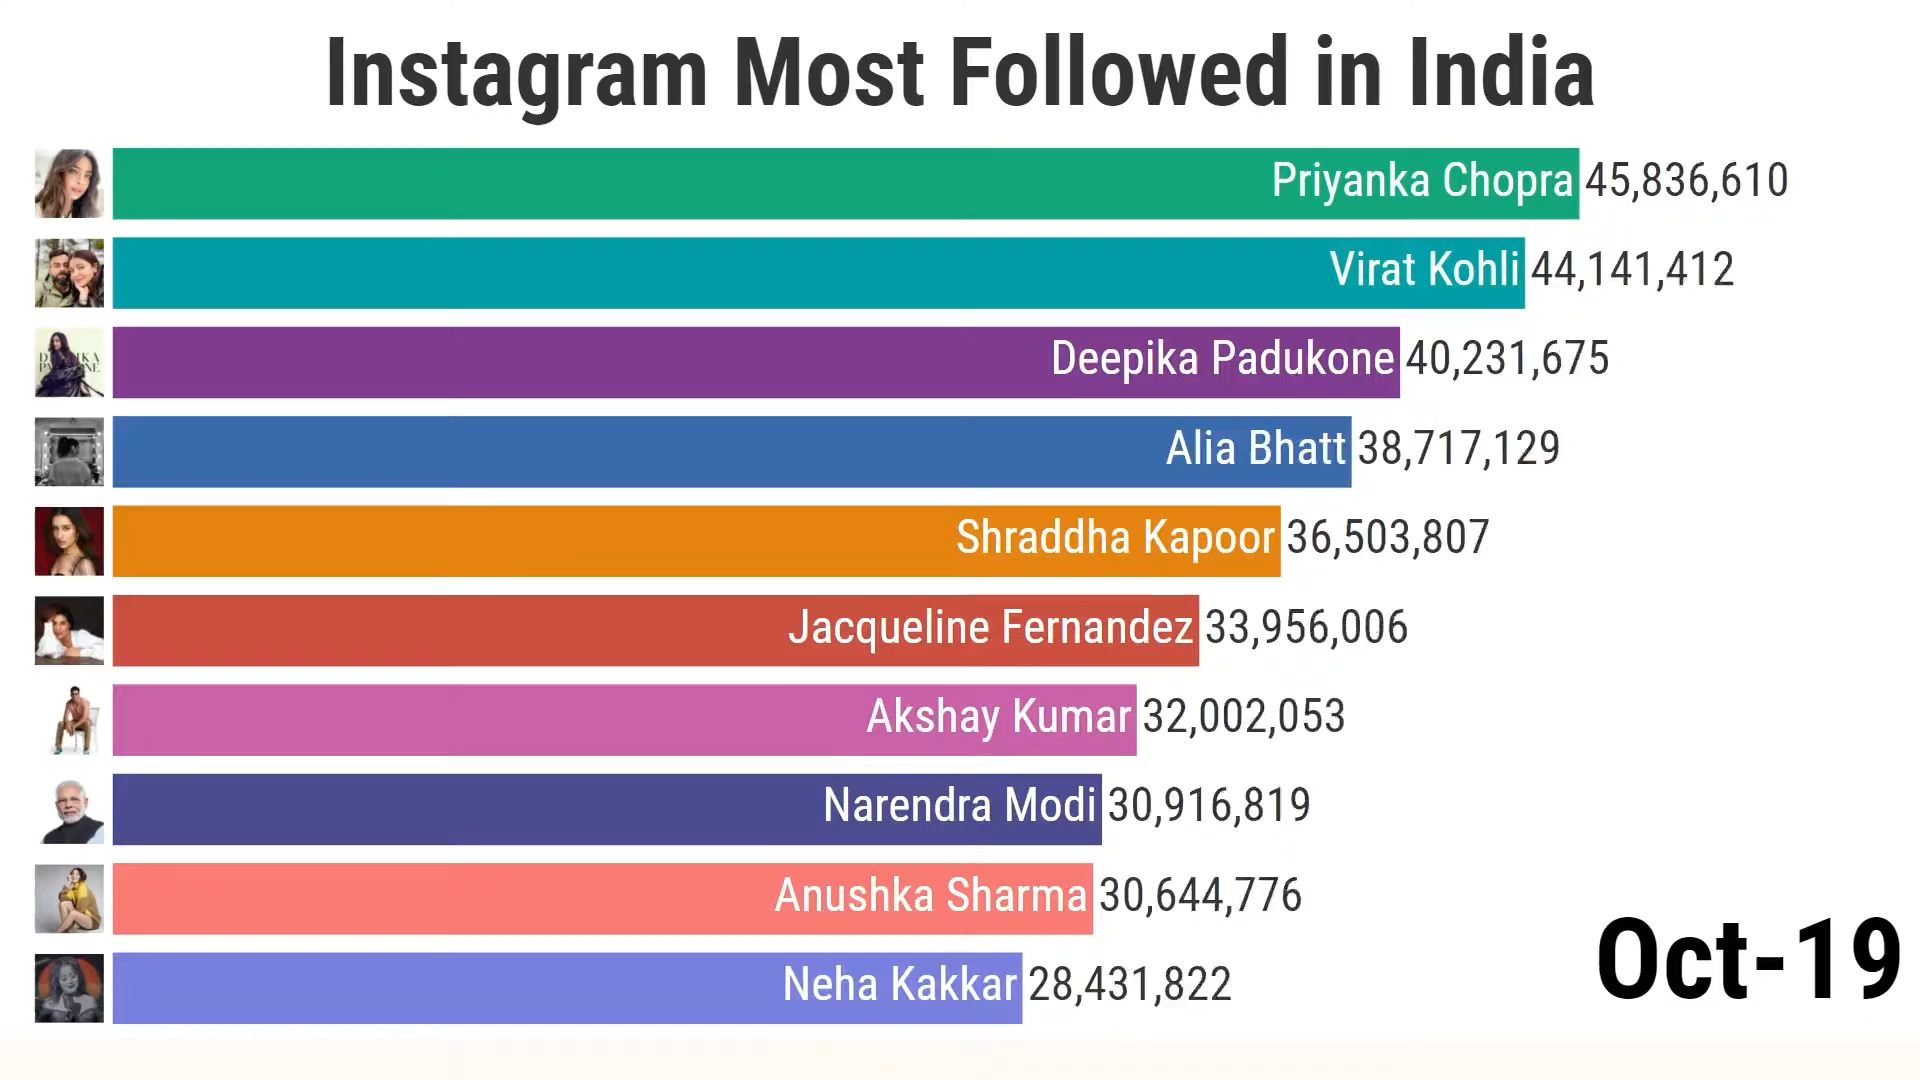 Instagram Most Followed in India
Priyanka Chopra 45,836,610
Virat Kohli 44,141,412
Deepika Padukone 40,231,675
Alia Bhatt 38,717,129
Shraddha Kapoor 36,503,807
Jacqueline Fernandez 33,956,006
Akshay Kumar 32,002,053
Narendra Modi 30,916,819
Anushka Sharma 30,644,776
Neha Kakkar 28,431,822
Oct-19